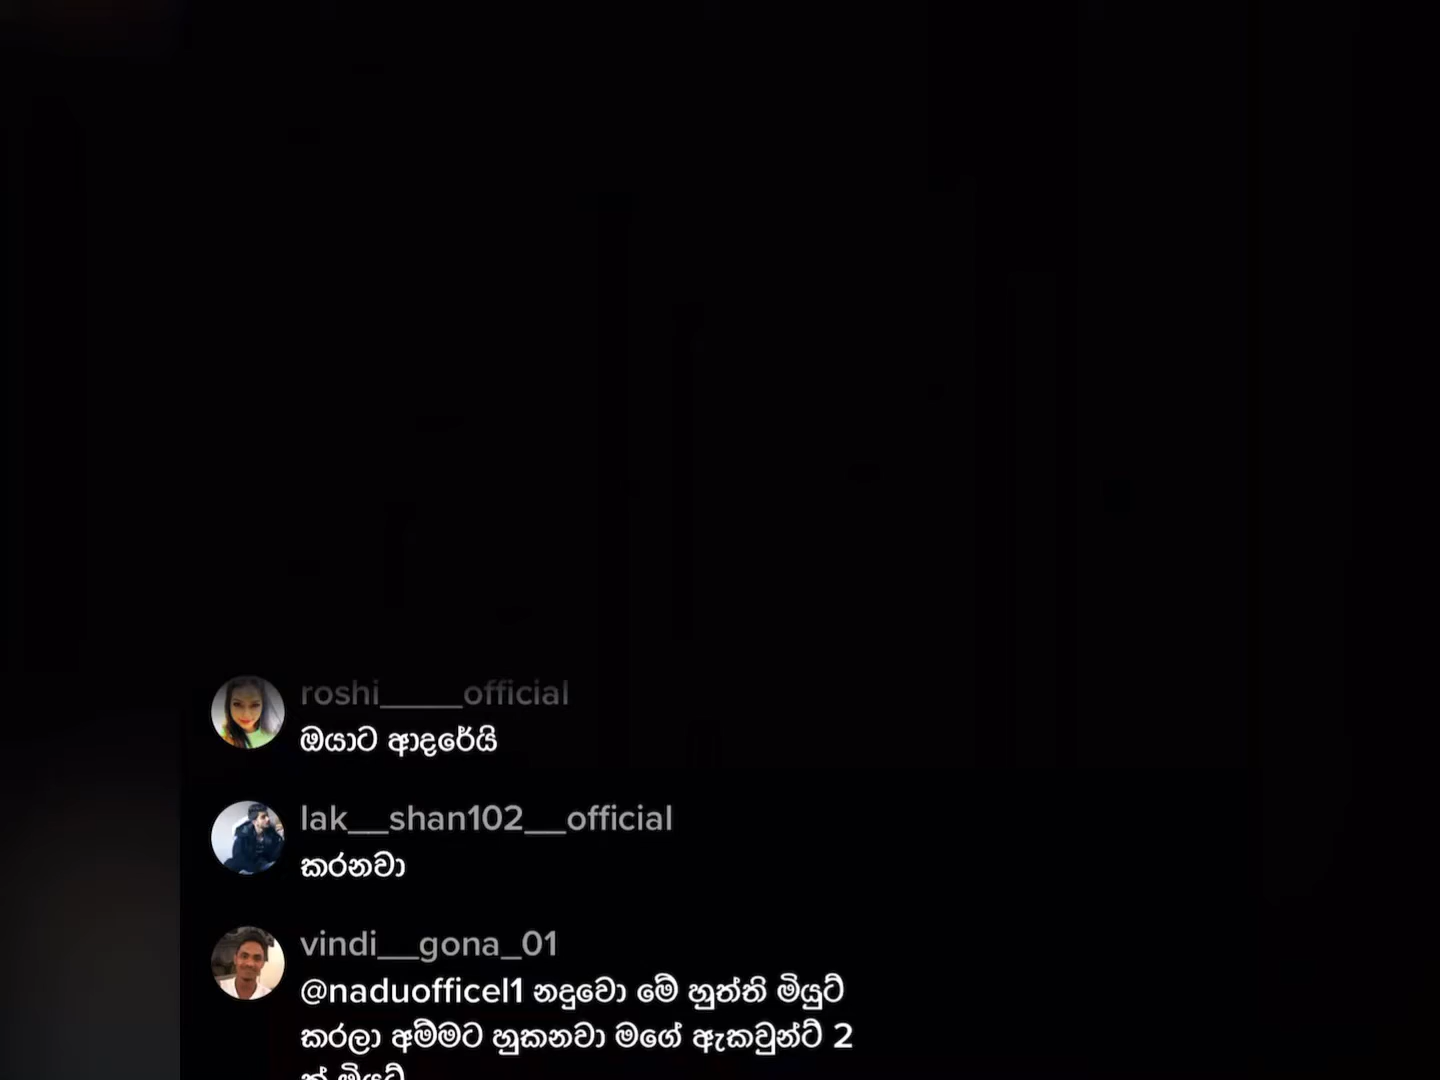 roshi_____official
ඔයාට ආදරේයි
lak__shan102__official
කරනවා
vindi__gona_01
@naduofficel1 නදුවො මේ හුත්ති මියුට්
කරලා අම්මට හුකනවා මගේ ඇකවුන්ට් 2
ක් මියුට්